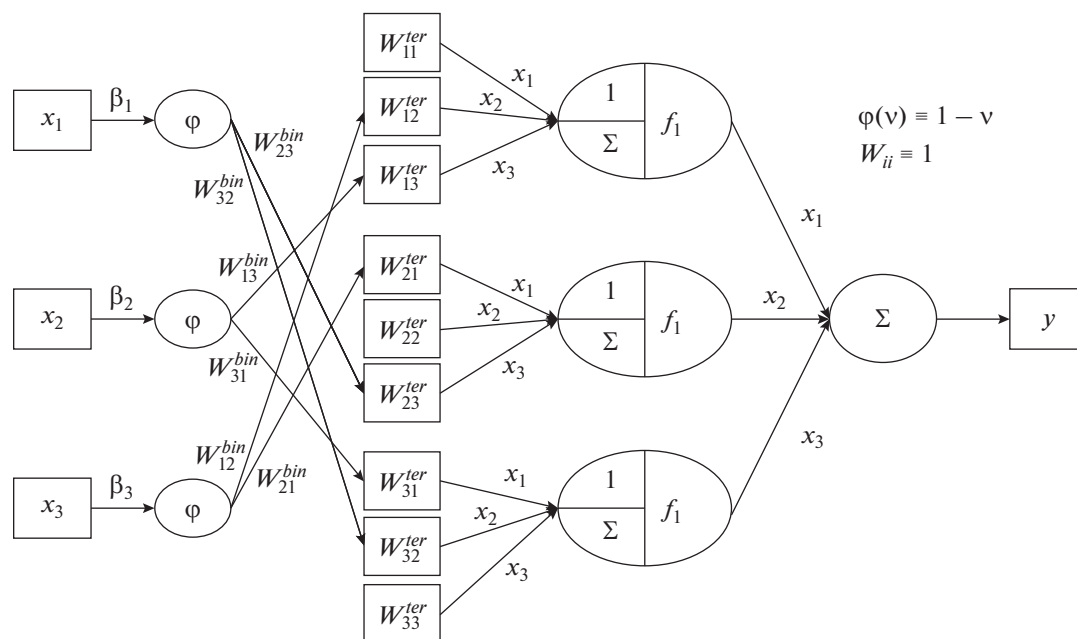 x₁
β₁
φ
W₂₃ᵇⁱⁿ
W₃₂ᵇⁱⁿ
x₂
β₂
φ
W₁₃ᵇⁱⁿ
W₃₁ᵇⁱⁿ
x₃
β₃
φ
W₁₂ᵇⁱⁿ
W₂₁ᵇⁱⁿ
W₁₁ᵗᵉʳ
W₁₂ᵗᵉʳ
W₁₃ᵗᵉʳ
x₁
x₂
x₃
1
Σ
f₁
W₂₁ᵗᵉʳ
W₂₂ᵗᵉʳ
W₂₃ᵗᵉʳ
x₁
x₂
x₃
1
Σ
f₁
W₃₁ᵗᵉʳ
W₃₂ᵗᵉʳ
W₃₃ᵗᵉʳ
x₁
x₂
x₃
1
Σ
f₁
x₁
x₂
x₃
Σ
y
φ(ν) ≡ 1 – ν
Wᵢᵢ ≡ 1